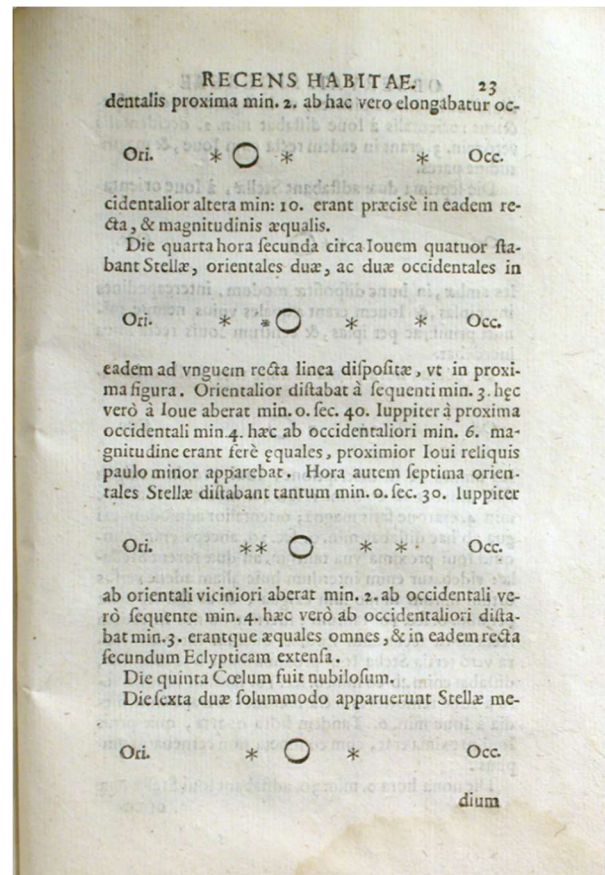 RECENS HABITAE. 23
dentalis proxima min. 2. ab hac vero elongabatur oc-
Ori. * O * * Occ.
cidentalior altera min: 10. erant præcisè in eadem re-
cta, & magnitudinis æqualis.
Die quarta hora ſecunda circa Iouem quatuor ſta-
bant Stellæ, orientales duæ, ac duæ occidentales in
Ori. * *O * * Occ.
eadem ad vnguem recta linea diſpoſitæ, vt in proxi-
ma figura. Orientalior diſtabat à ſequenti min. 3. hęc
verò à Ioue aberat min. 0. ſec. 40. Iuppiter à proxima
occidentali min. 4. hæc ab occidentaliori min. 6. ma-
gnitudine erant ferè ęquales, proximior Ioui reliquis
paulo minor apparebat. Hora autem ſeptima orien-
tales Stellæ diſtabant tantum min. 0. ſec. 30. Iuppiter
Ori. ** O * * Occ.
ab orientali viciniori aberat min. 2. ab occidentali ve-
rò ſequente min. 4. hæc verò ab occidentaliori diſta-
bat min. 3. erantque æquales omnes, & in eadem recta
ſecundum Eclypticam extenſa.
Die quinta Cœlum fuit nubiloſum.
Die ſexta duæ ſolummodo apparuerunt Stellæ me-
Ori. * O * Occ.
dium